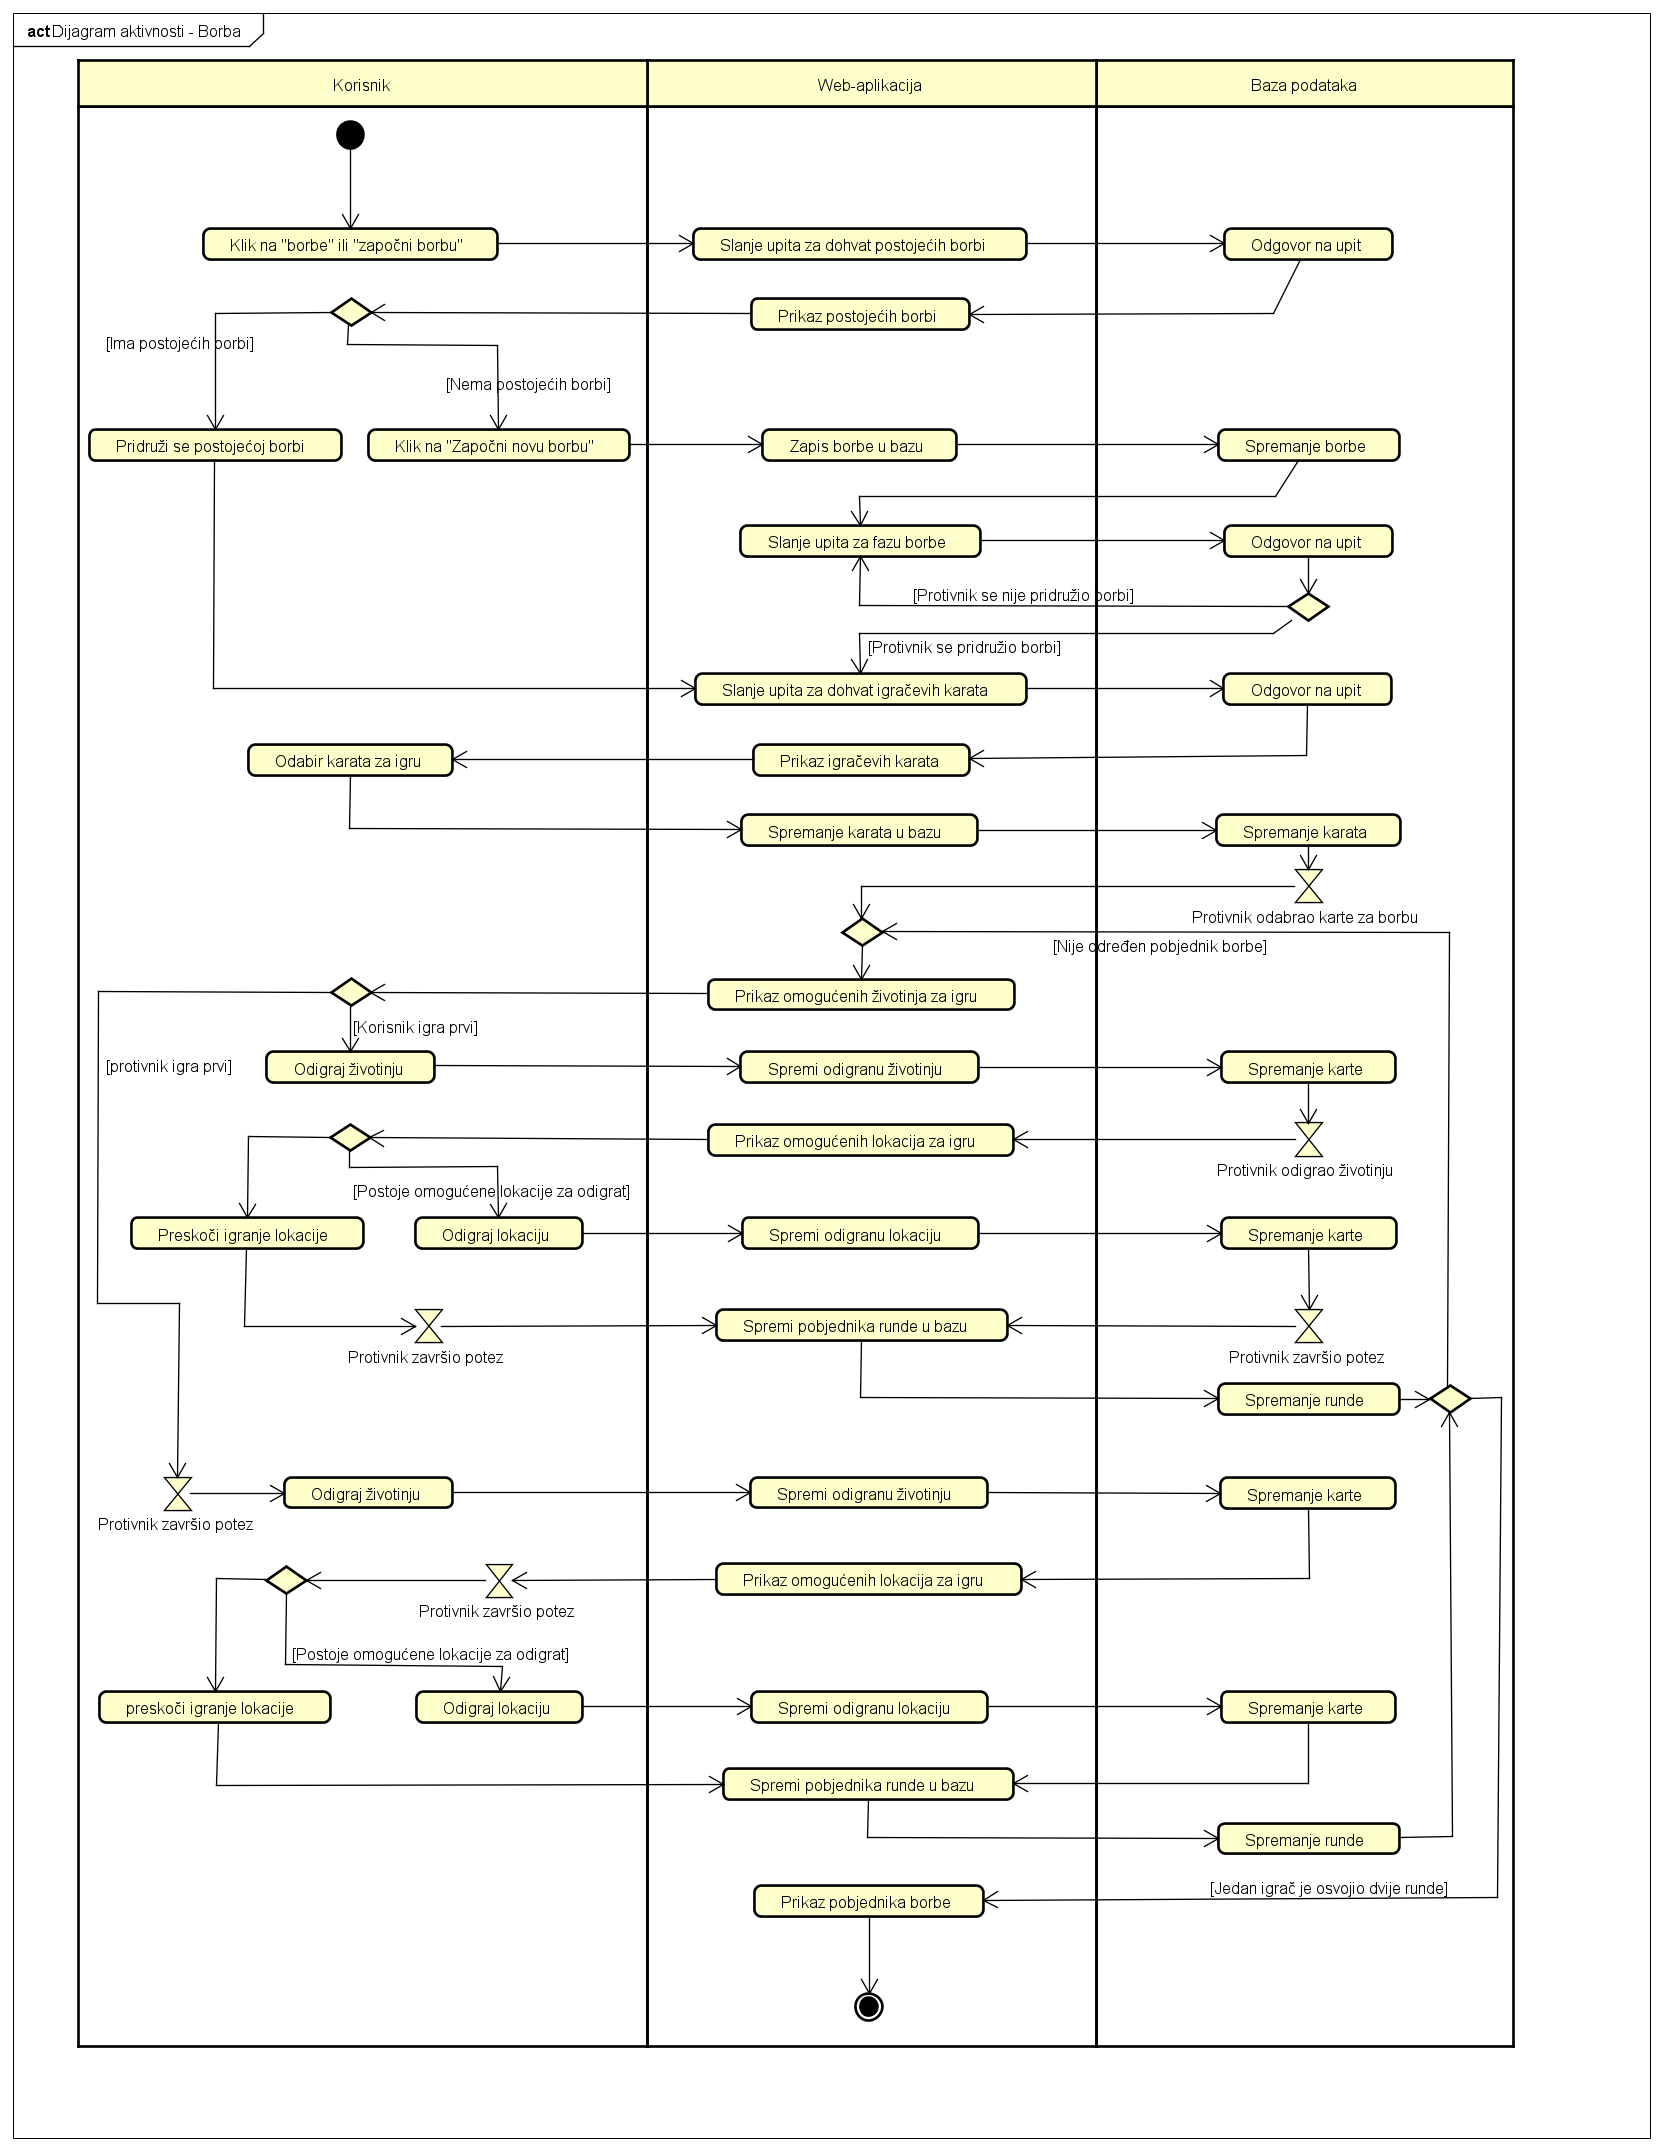 act Dijagram aktivnosti - Borba
Korisnik
Web-aplikacija
Baza podataka
Klik na "borbe" ili "započni borbu"
Slanje upita za dohvat postojećih borbi
Odgovor na upit
Prikaz postojećih borbi
[Ima postojećih borbi]
[Nema postojećih borbi]
Pridruži se postojećoj borbi
Klik na "Započni novu borbu"
Zapis borbe u bazu
Spremanje borbe
Slanje upita za fazu borbe
Odgovor na upit
[Protivnik se nije pridružio borbi]
[Protivnik se pridružio borbi]
Slanje upita za dohvat igračevih karata
Odgovor na upit
Odabir karata za igru
Prikaz igračevih karata
Spremanje karata u bazu
Spremanje karata
Protivnik odabrao karte za borbu
[Nije određen pobjednik borbe]
Prikaz omogućenih životinja za igru
[Korisnik igra prvi]
[protivnik igra prvi]
Odigraj životinju
Spremi odigranu životinju
Spremanje karte
Prikaz omogućenih lokacija za igru
Protivnik odigrao životinju
[Postoje omogućene lokacije za odigrat]
Preskoči igranje lokacije
Odigraj lokaciju
Spremi odigranu lokaciju
Spremanje karte
Spremi pobjednika runde u bazu
Protivnik završio potez
Protivnik završio potez
Spremanje runde
Odigraj životinju
Spremi odigranu životinju
Spremanje karte
Protivnik završio potez
Prikaz omogućenih lokacija za igru
Protivnik završio potez
[Postoje omogućene lokacije za odigrat]
preskoči igranje lokacije
Odigraj lokaciju
Spremi odigranu lokaciju
Spremanje karte
Spremi pobjednika runde u bazu
Spremanje runde
[Jedan igrač je osvojio dvije runde]
Prikaz pobjednika borbe